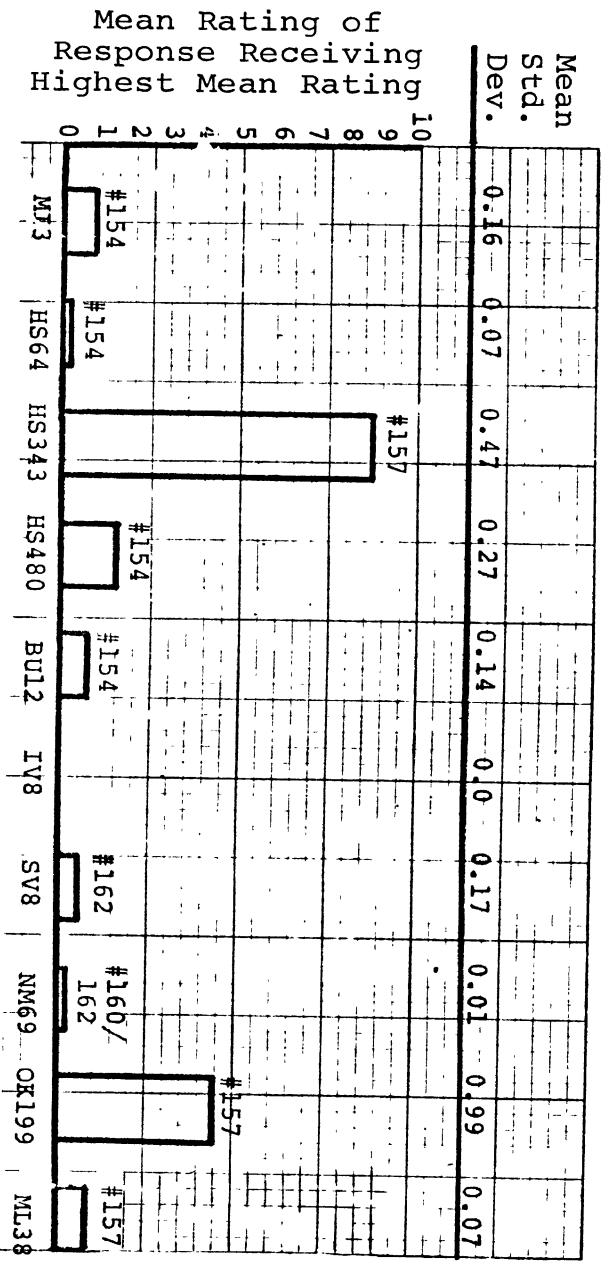 Mean Rating of
Response Receiving
Highest Mean Rating
Mean
Std.
Dev.
0.16 0.07 0.47 0.27 0.14 0.0 0.17 0.01 0.99 0.07
10
8
7
6
5
4
3
2
1
0
#154 #154 #157 #154 #154 #162 #160/
162
#157 #157
MT3 HS64 HS343 HS480 BU12 IV8 SV8 NM69 OK199 ML38